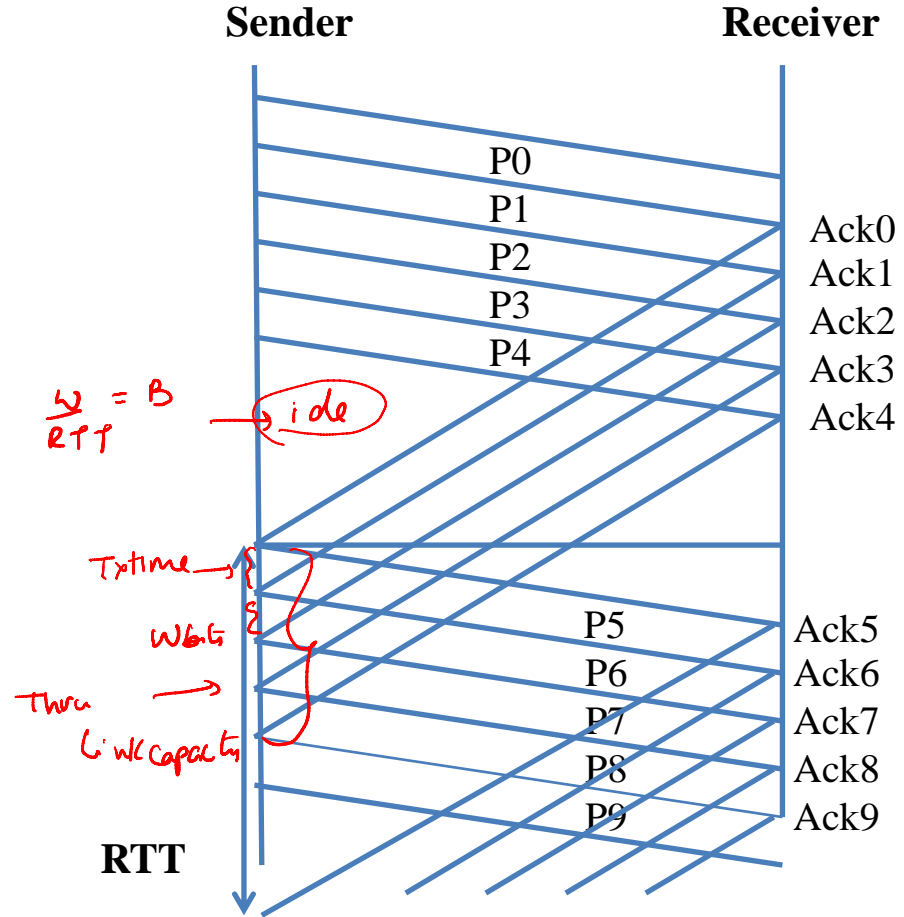 Sender
Receiver
P0
P1
Ack0
P2
Ack1
P3
Ack2
P4
Ack3
W/RTT = B
idle
Ack4
Txtime
P5
Ack5
P6
Ack6
Thru
P7
Ack7
Link capacity
P8
Ack8
P9
Ack9
RTT